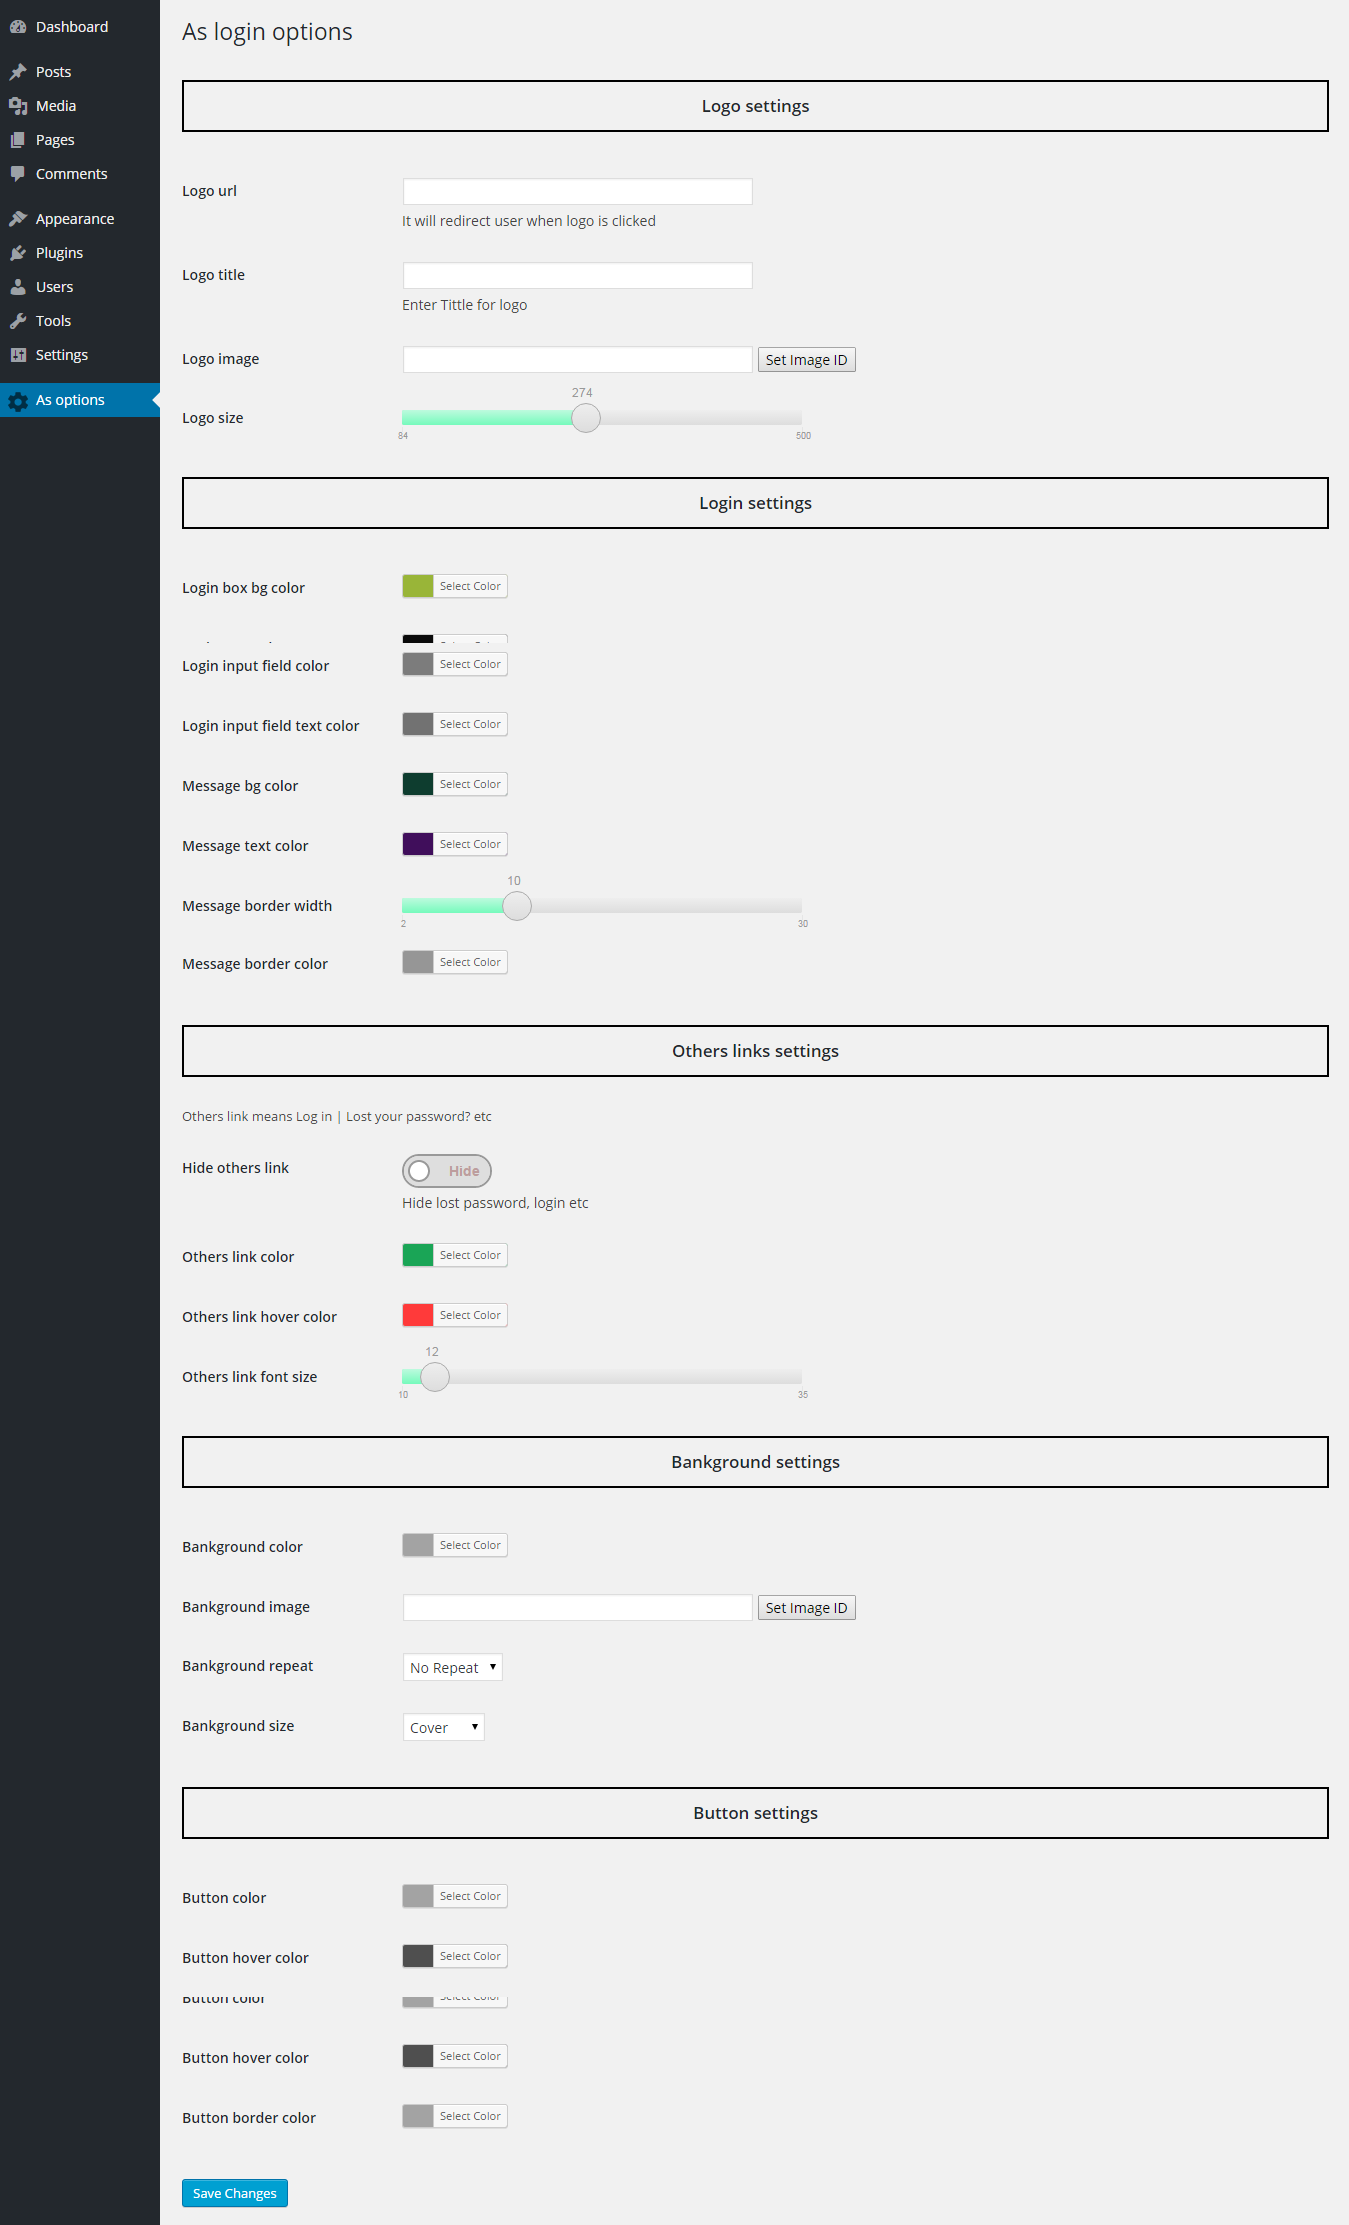 Dashboard
Posts
Media
Pages
Comments
Appearance
Plugins
Users
Tools
Settings
As options
As login options
Logo settings
Logo url
It will redirect user when logo is clicked
Logo title
Enter Tittle for logo
Logo image
Set Image ID
274
Logo size
84
500
Login settings
Login box bg color
Select Color
Login input field color
Select Color
Login input field text color
Select Color
Message bg color
Select Color
Message text color
Select Color
10
Message border width
2
30
Message border color
Select Color
Others links settings
Others link means Log in | Lost your password? etc
Hide others link
Hide
Hide lost password, login etc
Others link color
Select Color
Others link hover color
Select Color
12
Others link font size
10
35
Bankground settings
Bankground color
Select Color
Bankground image
Set Image ID
Bankground repeat
No Repeat
Bankground size
Cover
Button settings
Button color
Select Color
Button hover color
Select Color
Button color
Select Color
Button hover color
Select Color
Button border color
Select Color
Save Changes